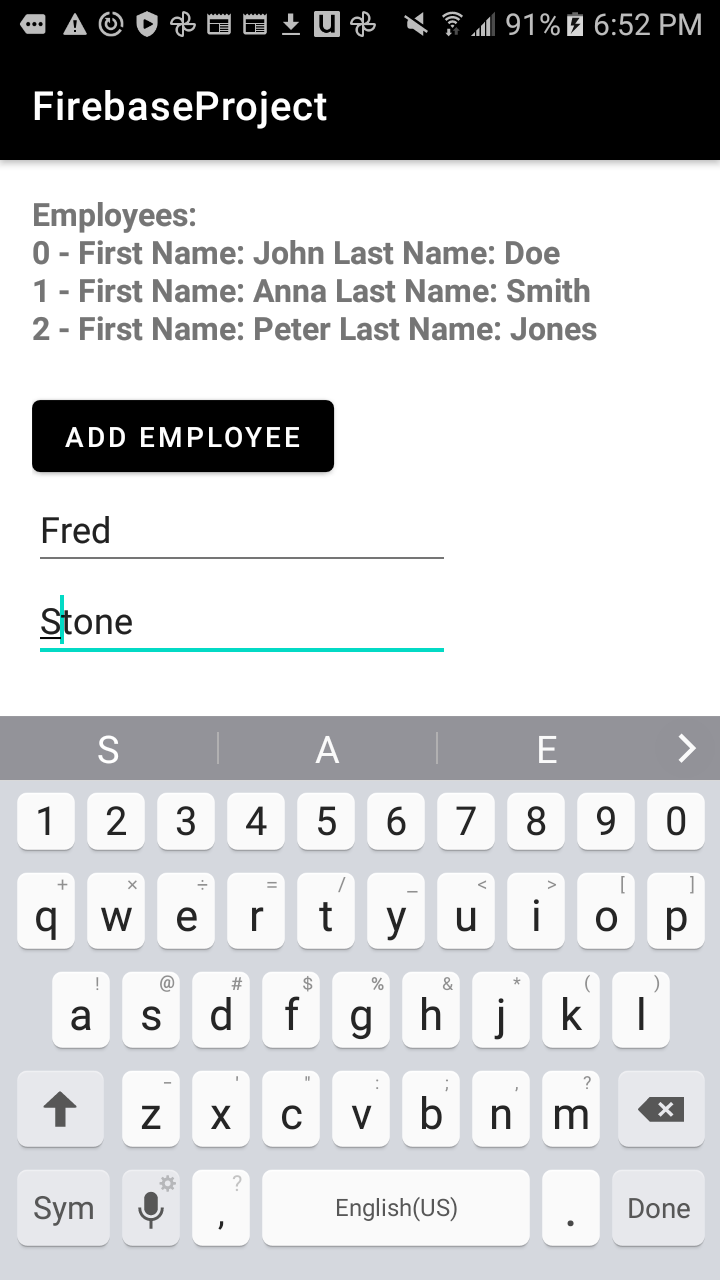 91% 6:52 PM
FirebaseProject
Employees:
0 - First Name: John Last Name: Doe
1 - First Name: Anna Last Name: Smith
2 - First Name: Peter Last Name: Jones
ADD EMPLOYEE
Fred
Stone
S A E
1 2 3 4 5 6 7 8 9 0
+ × ÷ = / _ < > [ ]
q w e r t y u i o p
! @ # $ % & * ( )
a s d f g h j k l
- ' " : ; , ?
z x c v b n m
Sym , ? English(US) . Done